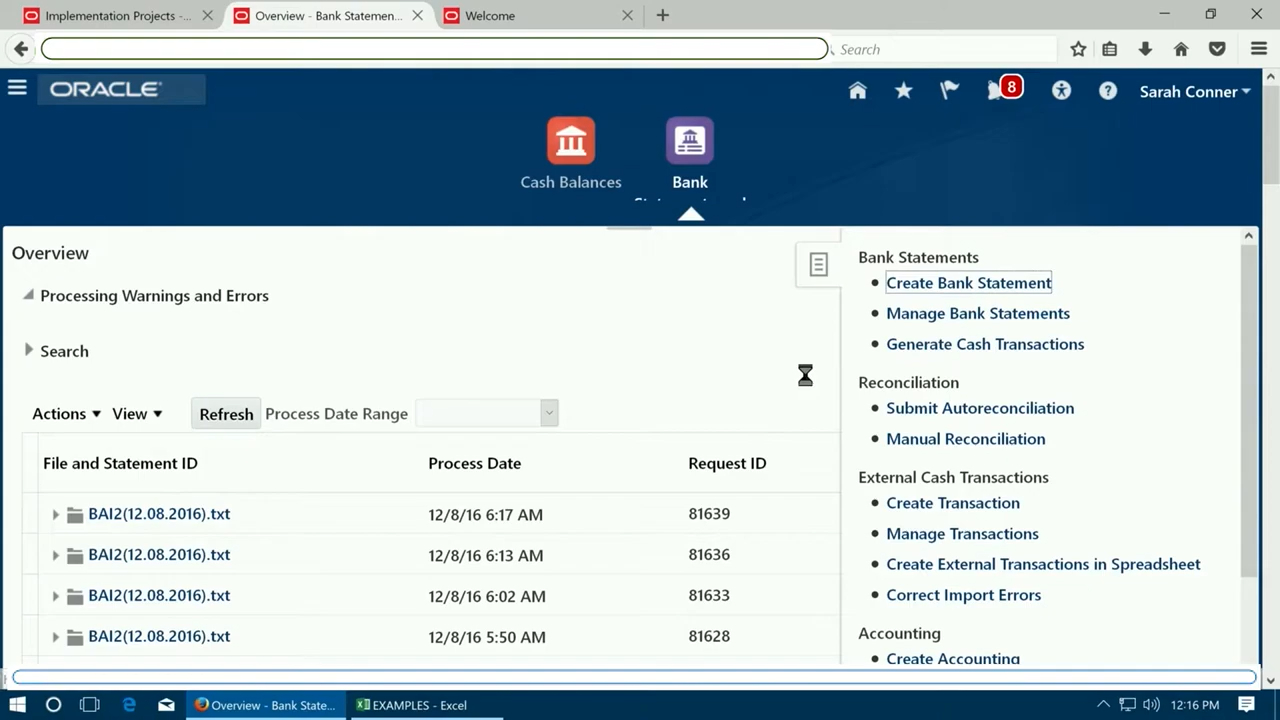 Implementation Projects -...
Overview - Bank Statemen...
Welcome
Search
ORACLE
8
Sarah Conner
Cash Balances
Bank
Overview
Processing Warnings and Errors
Search
Actions
View
Refresh
Process Date Range
File and Statement ID
Process Date
Request ID
BAI2(12.08.2016).txt
12/8/16 6:17 AM
81639
BAI2(12.08.2016).txt
12/8/16 6:13 AM
81636
BAI2(12.08.2016).txt
12/8/16 6:02 AM
81633
BAI2(12.08.2016).txt
12/8/16 5:50 AM
81628
Bank Statements
Create Bank Statement
Manage Bank Statements
Generate Cash Transactions
Reconciliation
Submit Autoreconciliation
Manual Reconciliation
External Cash Transactions
Create Transaction
Manage Transactions
Create External Transactions in Spreadsheet
Correct Import Errors
Accounting
Create Accounting
Overview - Bank State...
EXAMPLES - Excel
12:16 PM